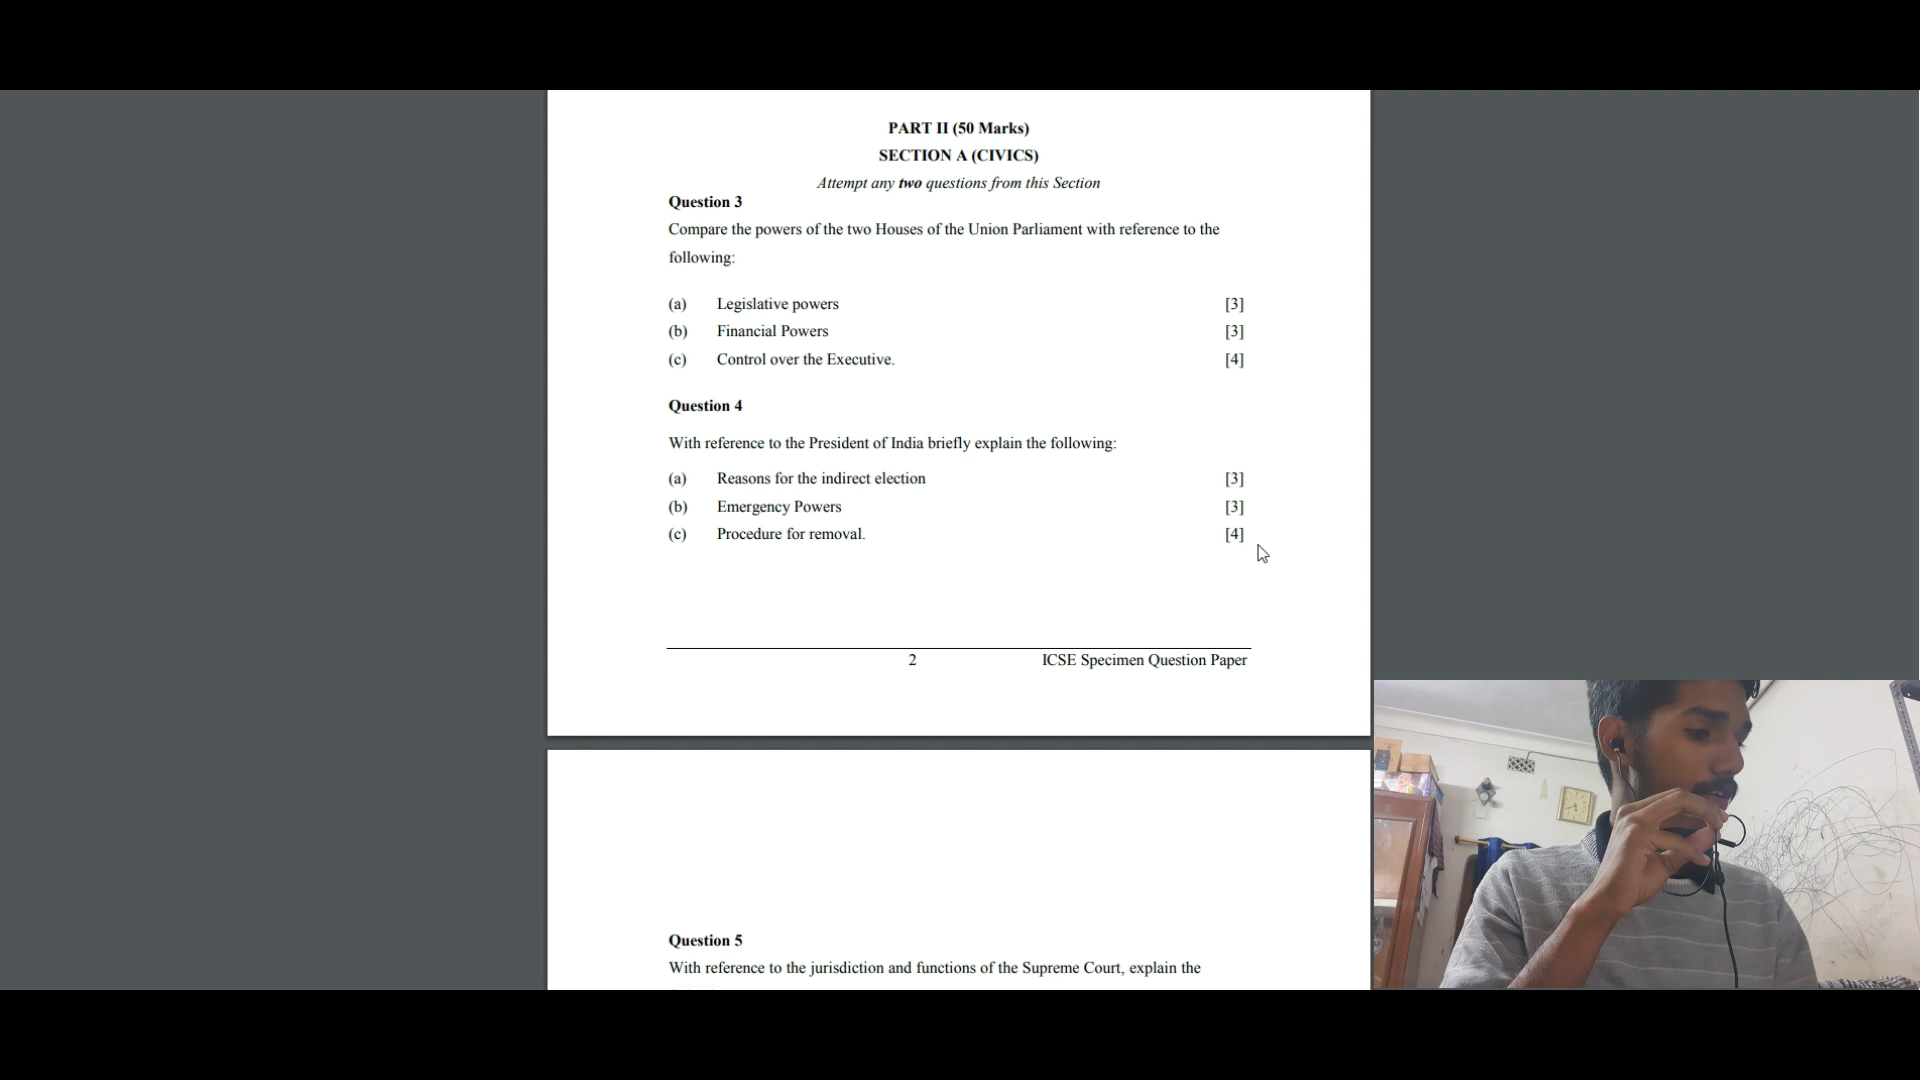 PART II (50 Marks)
SECTION A (CIVICS)
Attempt any two questions from this Section
Question 3
Compare the powers of the two Houses of the Union Parliament with reference to the
following:
(a) Legislative powers [3]
(b) Financial Powers [3]
(c) Control over the Executive. [4]
Question 4
With reference to the President of India briefly explain the following:
(a) Reasons for the indirect election [3]
(b) Emergency Powers [3]
(c) Procedure for removal. [4]
2 ICSE Specimen Question Paper
Question 5
With reference to the jurisdiction and functions of the Supreme Court, explain the